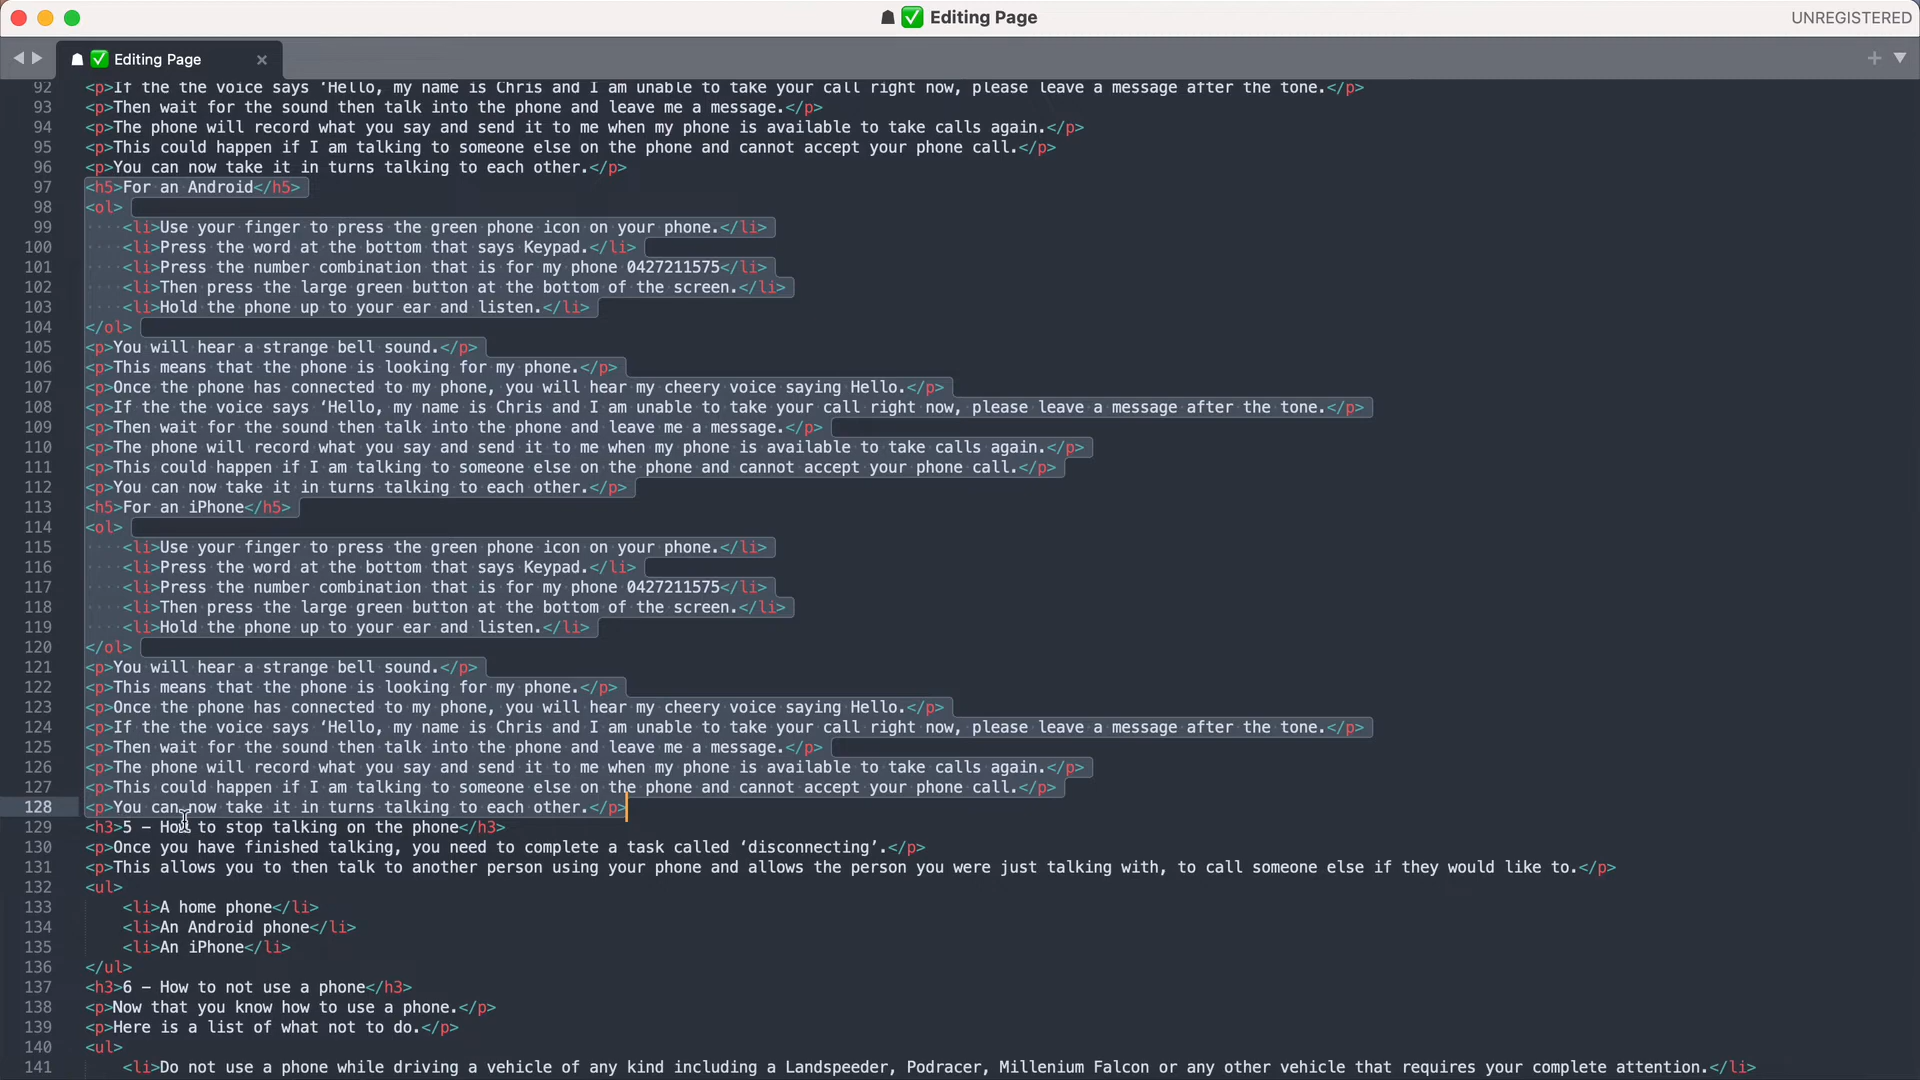 Editing Page
UNREGISTERED
Editing Page
92 <p>If the the voice says ‘Hello, my name is Chris and I am unable to take your call right now, please leave a message after the tone.</p>
93 <p>Then wait for the sound then talk into the phone and leave me a message.</p>
94 <p>The phone will record what you say and send it to me when my phone is available to take calls again.</p>
95 <p>This could happen if I am talking to someone else on the phone and cannot accept your phone call.</p>
96 <p>You can now take it in turns talking to each other.</p>
97 <h5>For an Android</h5>
98 <ol>
99 <li>Use your finger to press the green phone icon on your phone.</li>
100 <li>Press the word at the bottom that says Keypad.</li>
101 <li>Press the number combination that is for my phone 0427211575</li>
102 <li>Then press the large green button at the bottom of the screen.</li>
103 <li>Hold the phone up to your ear and listen.</li>
104 </ol>
105 <p>You will hear a strange bell sound.</p>
106 <p>This means that the phone is looking for my phone.</p>
107 <p>Once the phone has connected to my phone, you will hear my cheery voice saying Hello.</p>
108 <p>If the the voice says ‘Hello, my name is Chris and I am unable to take your call right now, please leave a message after the tone.</p>
109 <p>Then wait for the sound then talk into the phone and leave me a message.</p>
110 <p>The phone will record what you say and send it to me when my phone is available to take calls again.</p>
111 <p>This could happen if I am talking to someone else on the phone and cannot accept your phone call.</p>
112 <p>You can now take it in turns talking to each other.</p>
113 <h5>For an iPhone</h5>
114 <ol>
115 <li>Use your finger to press the green phone icon on your phone.</li>
116 <li>Press the word at the bottom that says Keypad.</li>
117 <li>Press the number combination that is for my phone 0427211575</li>
118 <li>Then press the large green button at the bottom of the screen.</li>
119 <li>Hold the phone up to your ear and listen.</li>
120 </ol>
121 <p>You will hear a strange bell sound.</p>
122 <p>This means that the phone is looking for my phone.</p>
123 <p>Once the phone has connected to my phone, you will hear my cheery voice saying Hello.</p>
124 <p>If the the voice says ‘Hello, my name is Chris and I am unable to take your call right now, please leave a message after the tone.</p>
125 <p>Then wait for the sound then talk into the phone and leave me a message.</p>
126 <p>The phone will record what you say and send it to me when my phone is available to take calls again.</p>
127 <p>This could happen if I am talking to someone else on the phone and cannot accept your phone call.</p>
128 <p>You can now take it in turns talking to each other.</p>
129 <h3>5 – How to stop talking on the phone</h3>
130 <p>Once you have finished talking, you need to complete a task called ‘disconnecting’.</p>
131 <p>This allows you to then talk to another person using your phone and allows the person you were just talking with, to call someone else if they would like to.</p>
132 <ul>
133 <li>A home phone</li>
134 <li>An Android phone</li>
135 <li>An iPhone</li>
136 </ul>
137 <h3>6 – How to not use a phone</h3>
138 <p>Now that you know how to use a phone.</p>
139 <p>Here is a list of what not to do.</p>
140 <ul>
141 <li>Do not use a phone while driving a vehicle of any kind including a Landspeeder, Podracer, Millenium Falcon or any other vehicle that requires your complete attention.</li>